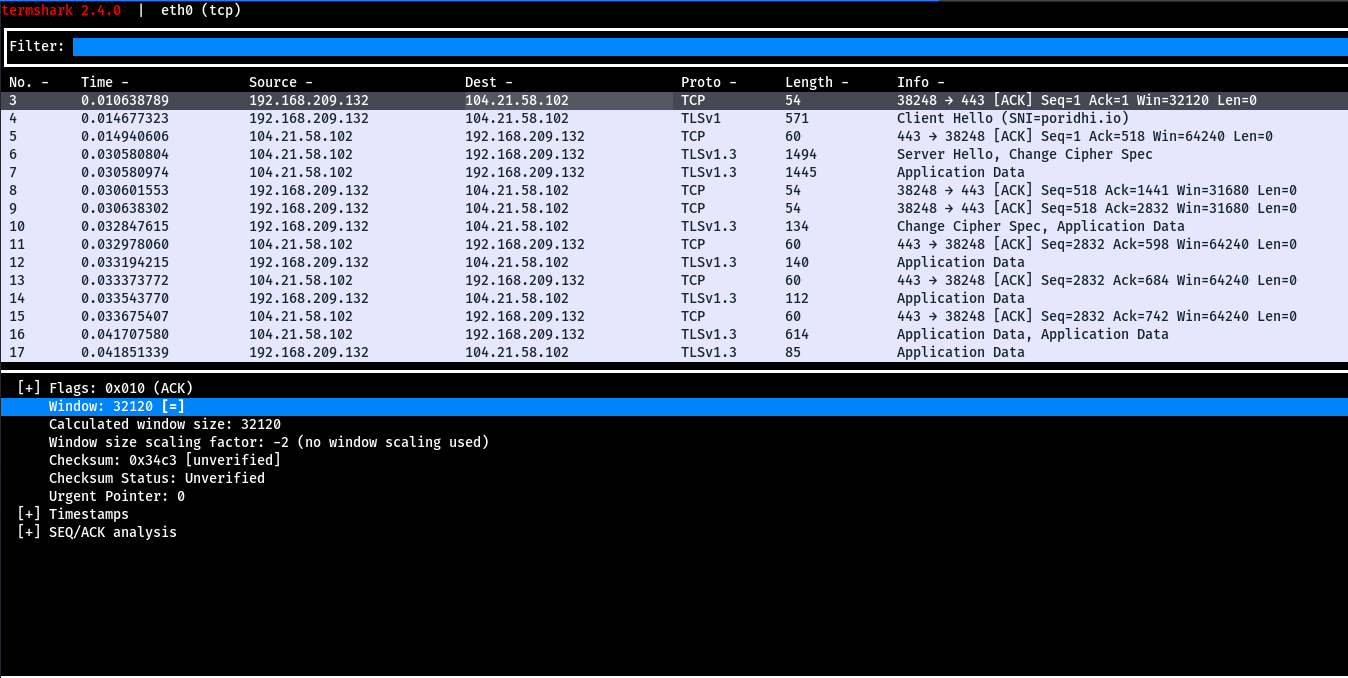 termshark 2.4.0 | eth0 (tcp)
Filter:
No. - Time - Source - Dest - Proto - Length - Info -
3 0.010638789 192.168.209.132 104.21.58.102 TCP 54 38248 → 443 [ACK] Seq=1 Ack=1 Win=32120 Len=0
4 0.014677323 192.168.209.132 104.21.58.102 TLSv1 571 Client Hello (SNI=poridhi.io)
5 0.014940606 104.21.58.102 192.168.209.132 TCP 60 443 → 38248 [ACK] Seq=1 Ack=518 Win=64240 Len=0
6 0.030580804 104.21.58.102 192.168.209.132 TLSv1.3 1494 Server Hello, Change Cipher Spec
7 0.030580974 104.21.58.102 192.168.209.132 TLSv1.3 1445 Application Data
8 0.030601553 192.168.209.132 104.21.58.102 TCP 54 38248 → 443 [ACK] Seq=518 Ack=1441 Win=31680 Len=0
9 0.030638302 192.168.209.132 104.21.58.102 TCP 54 38248 → 443 [ACK] Seq=518 Ack=2832 Win=31680 Len=0
10 0.032847615 192.168.209.132 104.21.58.102 TLSv1.3 134 Change Cipher Spec, Application Data
11 0.032978060 104.21.58.102 192.168.209.132 TCP 60 443 → 38248 [ACK] Seq=2832 Ack=598 Win=64240 Len=0
12 0.033194215 192.168.209.132 104.21.58.102 TLSv1.3 140 Application Data
13 0.033373772 104.21.58.102 192.168.209.132 TCP 60 443 → 38248 [ACK] Seq=2832 Ack=684 Win=64240 Len=0
14 0.033543770 192.168.209.132 104.21.58.102 TLSv1.3 112 Application Data
15 0.033675407 104.21.58.102 192.168.209.132 TCP 60 443 → 38248 [ACK] Seq=2832 Ack=742 Win=64240 Len=0
16 0.041707580 104.21.58.102 192.168.209.132 TLSv1.3 614 Application Data, Application Data
17 0.041851339 192.168.209.132 104.21.58.102 TLSv1.3 85 Application Data
[+] Flags: 0x010 (ACK)
Window: 32120 [=]
Calculated window size: 32120
Window size scaling factor: -2 (no window scaling used)
Checksum: 0x34c3 [unverified]
Checksum Status: Unverified
Urgent Pointer: 0
[+] Timestamps
[+] SEQ/ACK analysis